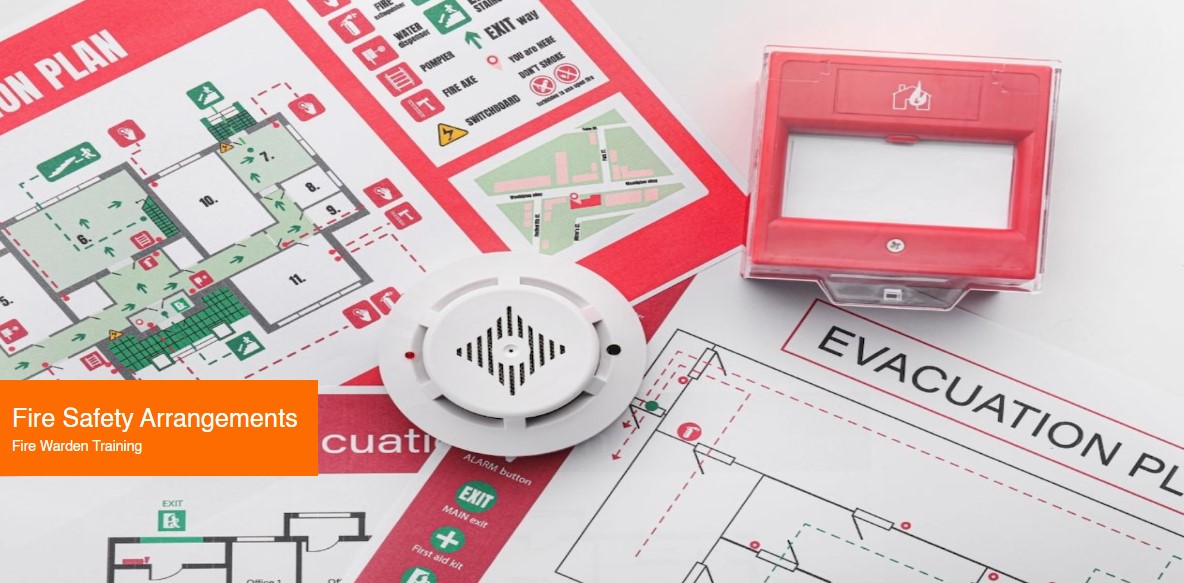 ON PLAN
FIRE
extinguisher
WATER
dispenser
POMPIER
FIRE AXE
SWITCHBOARD
EXIT way
YOU are HERE
DON'T SMOKE
7.
8.
9.
10.
6.
11.
5.
EVACUATION PL
Fire Safety Arrangements
Fire Warden Training
cuati
ALARM button
EXIT
MAIN exit
First aid kit
EXIT
Office 1
Of